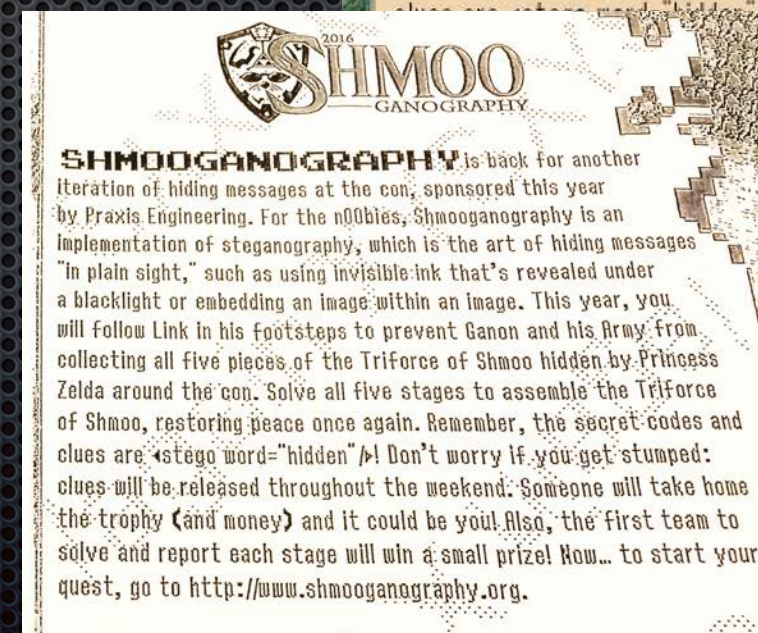 clues are
2016
SHMOO
GANOGRAPHY
SHMOOGANOGRAPHY is back for another
iteration of hiding messages at the con, sponsored this year
by Praxis Engineering. For the n00bies, Shmooganography is an
implementation of steganography, which is the art of hiding messages
"in plain sight," such as using invisible ink that's revealed under
a blacklight or embedding an image within an image. This year, you
will follow Link in his footsteps to prevent Ganon and his Army from
collecting all five pieces of the Triforce of Shmoo hidden by Princess
Zelda around the con. Solve all five stages to assemble the Triforce
of Shmoo, restoring peace once again. Remember, the secret codes and
clues are <stego word="hidden"/>! Don't worry if you get stumped:
clues will be released throughout the weekend. Someone will take home
the trophy (and money) and it could be you! Also, the first team to
solve and report each stage will win a small prize! Now... to start your
quest, go to http://www.shmooganography.org.